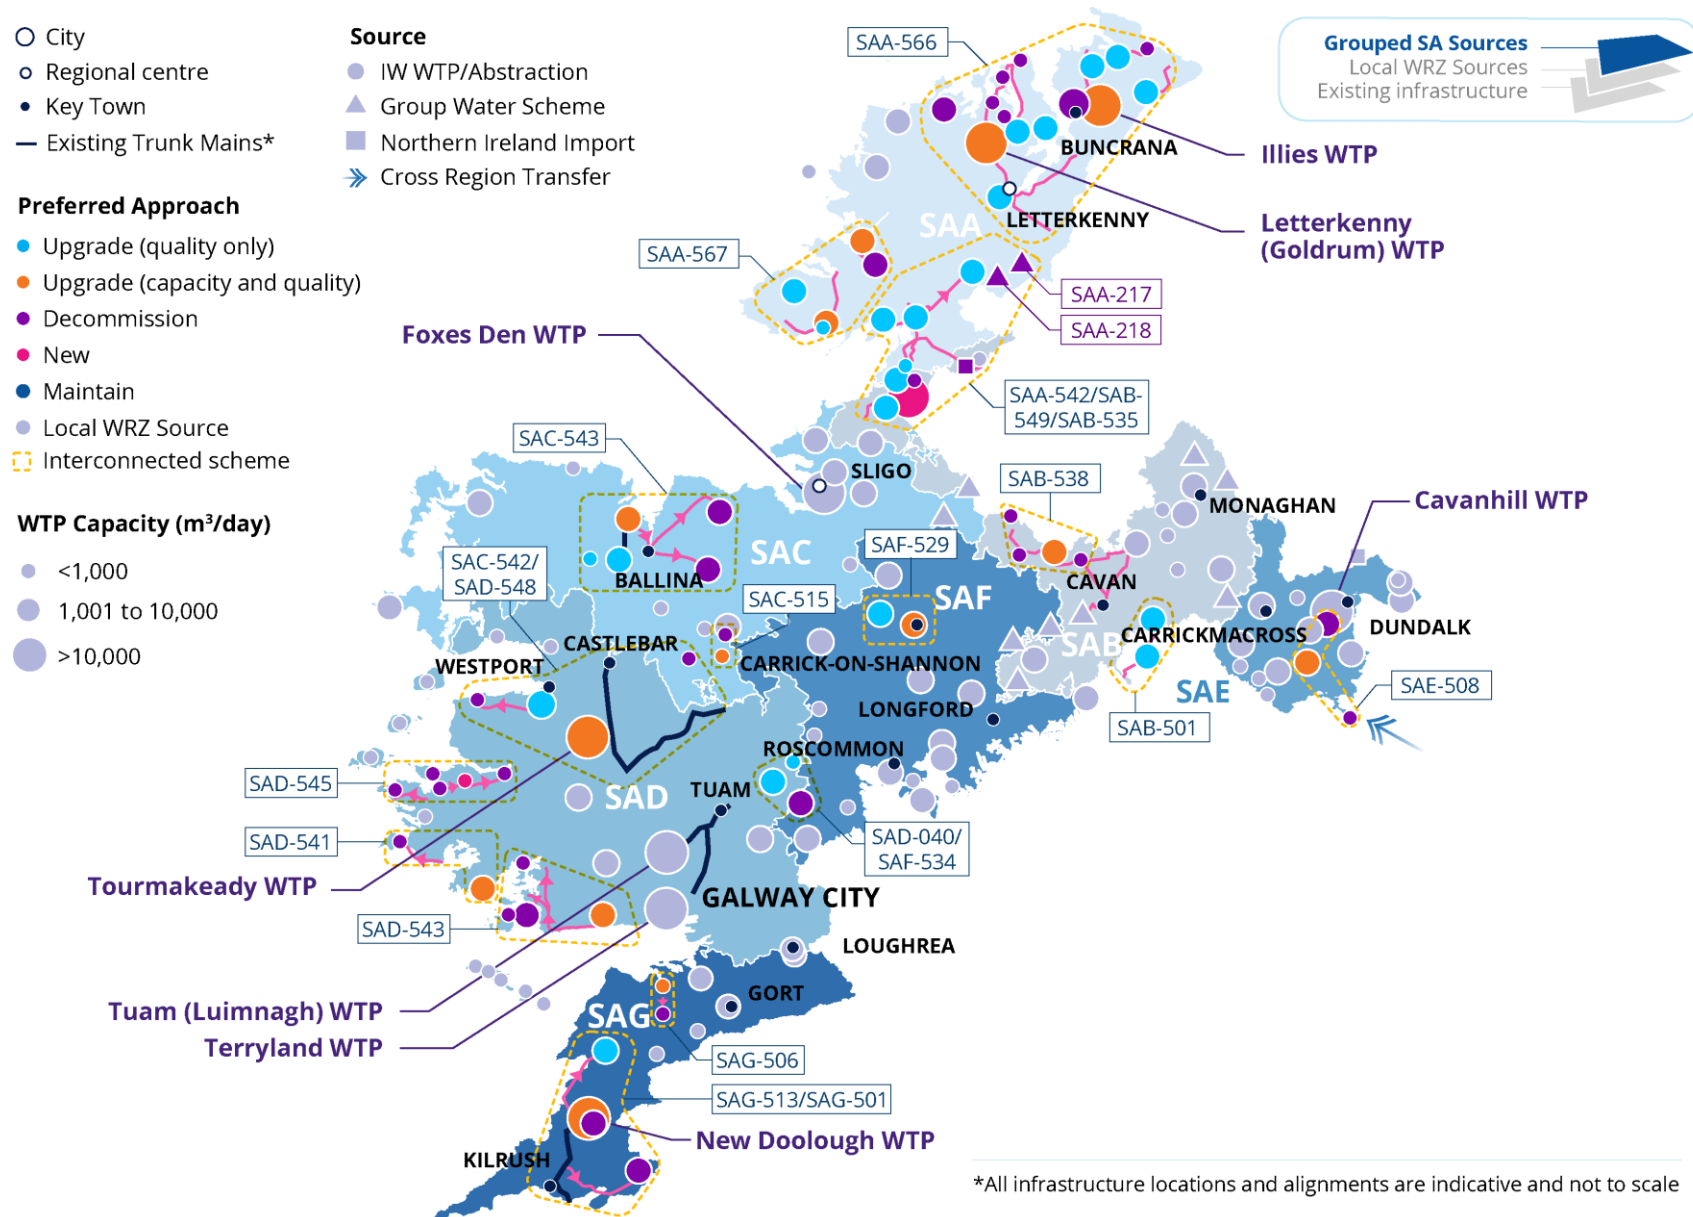 City
Regional centre
Key Town
Existing Trunk Mains*
Source
IW WTP/Abstraction
Group Water Scheme
Northern Ireland Import
Cross Region Transfer
Preferred Approach
Upgrade (quality only)
Upgrade (capacity and quality)
Decommission
New
Maintain
Local WRZ Source
Interconnected scheme
WTP Capacity (m³/day)
<1,000
1,001 to 10,000
>10,000
Grouped SA Sources
Local WRZ Sources
Existing infrastructure
SAA-566
BUNCRANA
Illies WTP
LETTERKENNY
Letterkenny
(Goldrum) WTP
SAA
SAA-567
SAA-217
SAA-218
Foxes Den WTP
SAA-542/SAB-
549/SAB-535
SAC-543
SLIGO
SAB-538
MONAGHAN
Cavanhill WTP
SAC-542/
SAD-548
SAC
SAF-529
BALLINA
CAVAN
SAC-515
SAF
CASTLEBAR
CARRICKMACROSS
DUNDALK
WESTPORT
CARRICK-ON-SHANNON
SAB
SAE
SAE-508
LONGFORD
SAB-501
ROSCOMMON
SAD-545
SAD
TUAM
SAD-541
SAD-040/
SAF-534
Tourmakeady WTP
GALWAY CITY
SAD-543
LOUGHREA
GORT
Tuam (Luimnagh) WTP
SAG
Terryland WTP
SAG-506
SAG-513/SAG-501
New Doolough WTP
KILRUSH
*All infrastructure locations and alignments are indicative and not to scale